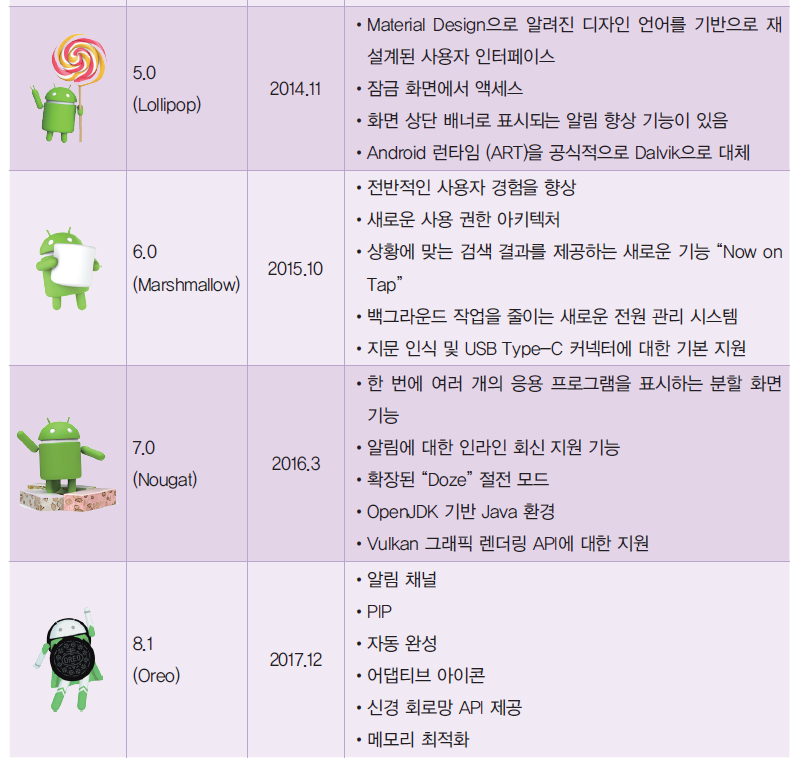 5.0
(Lollipop)
2014.11
• Material Design으로 알려진 디자인 언어를 기반으로 재
설계된 사용자 인터페이스
• 잠금 화면에서 액세스
• 화면 상단 배너로 표시되는 알림 향상 기능이 있음
• Android 런타임 (ART)을 공식적으로 Dalvik으로 대체
6.0
(Marshmallow)
2015.10
• 전반적인 사용자 경험을 향상
• 새로운 사용 권한 아키텍처
• 상황에 맞는 검색 결과를 제공하는 새로운 기능 “Now on
Tap”
• 백그라운드 작업을 줄이는 새로운 전원 관리 시스템
• 지문 인식 및 USB Type-C 커넥터에 대한 기본 지원
7.0
(Nougat)
2016.3
• 한 번에 여러 개의 응용 프로그램을 표시하는 분할 화면
기능
• 알림에 대한 인라인 회신 지원 기능
• 확장된 “Doze” 절전 모드
• OpenJDK 기반 Java 환경
• Vulkan 그래픽 렌더링 API에 대한 지원
OREO
8.1
(Oreo)
2017.12
• 알림 채널
• PIP
• 자동 완성
• 어댑티브 아이콘
• 신경 회로망 API 제공
• 메모리 최적화